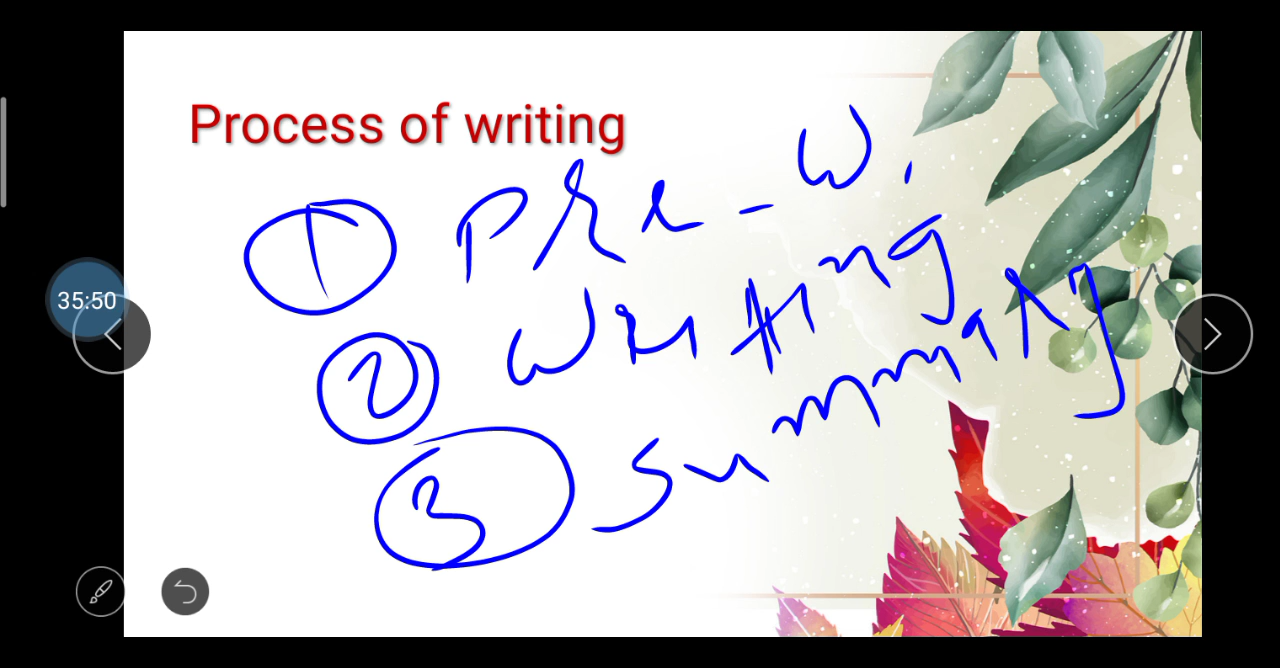 Process of writing
① Pre-W.
② writing
③ summary
35:50